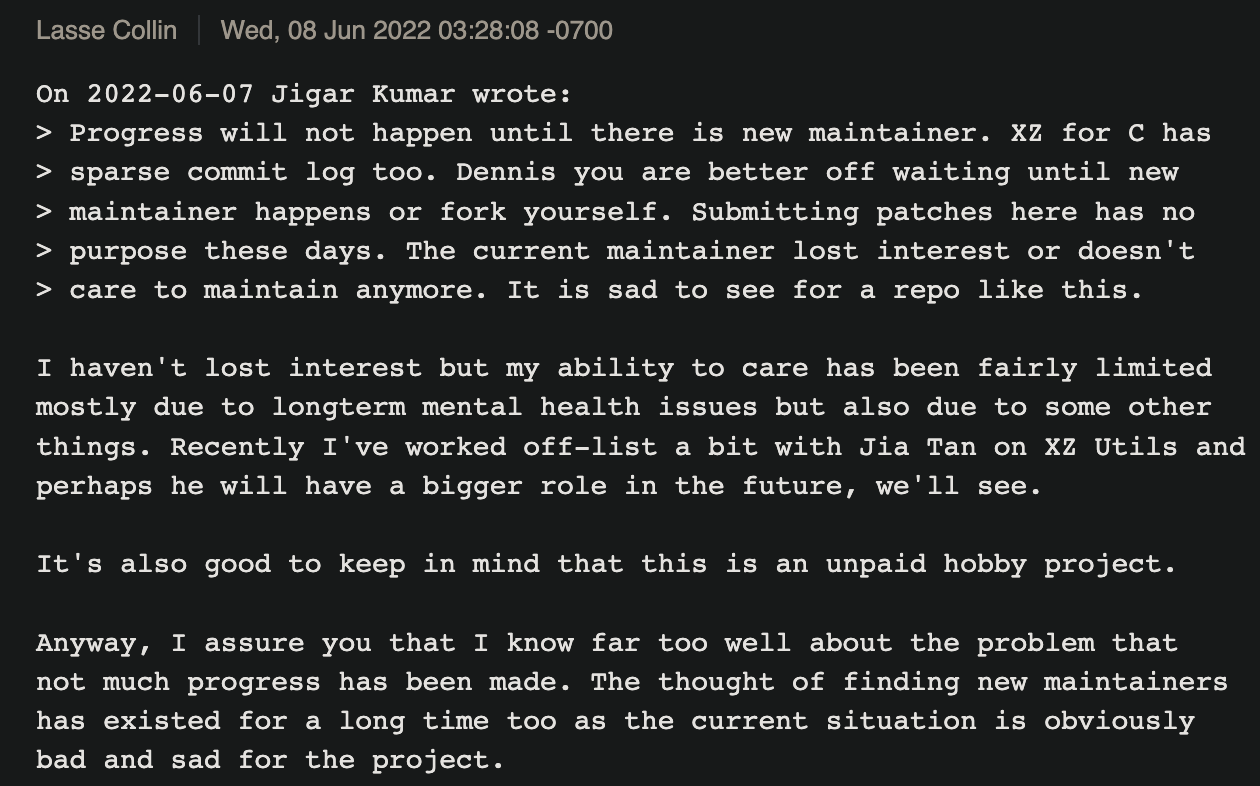 Lasse Collin | Wed, 08 Jun 2022 03:28:08 -0700
On 2022-06-07 Jigar Kumar wrote:
> Progress will not happen until there is new maintainer. XZ for C has
> sparse commit log too. Dennis you are better off waiting until new
> maintainer happens or fork yourself. Submitting patches here has no
> purpose these days. The current maintainer lost interest or doesn't
> care to maintain anymore. It is sad to see for a repo like this.
I haven't lost interest but my ability to care has been fairly limited
mostly due to longterm mental health issues but also due to some other
things. Recently I've worked off-list a bit with Jia Tan on XZ Utils and
perhaps he will have a bigger role in the future, we'll see.
It's also good to keep in mind that this is an unpaid hobby project.
Anyway, I assure you that I know far too well about the problem that
not much progress has been made. The thought of finding new maintainers
has existed for a long time too as the current situation is obviously
bad and sad for the project.